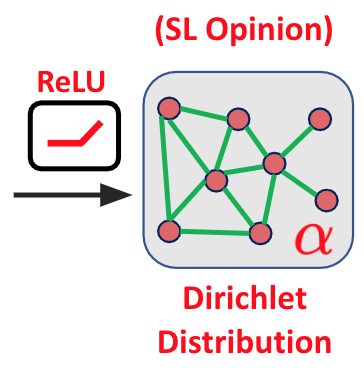 (SL Opinion)
ReLU
α
Dirichlet
Distribution